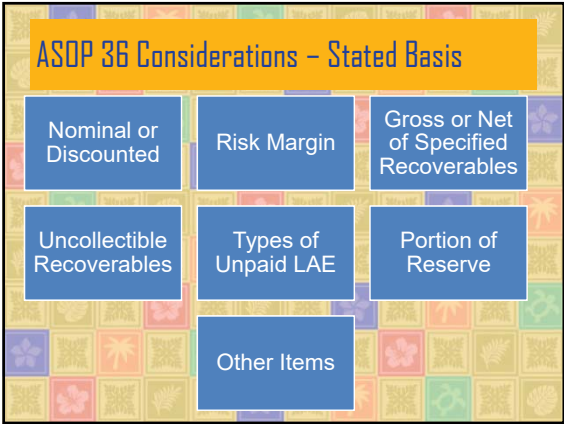 ASOP 36 Considerations – Stated Basis
Nominal or
Discounted
Risk Margin
Gross or Net
of Specified
Recoverables
Uncollectible
Recoverables
Types of
Unpaid LAE
Portion of
Reserve
Other Items